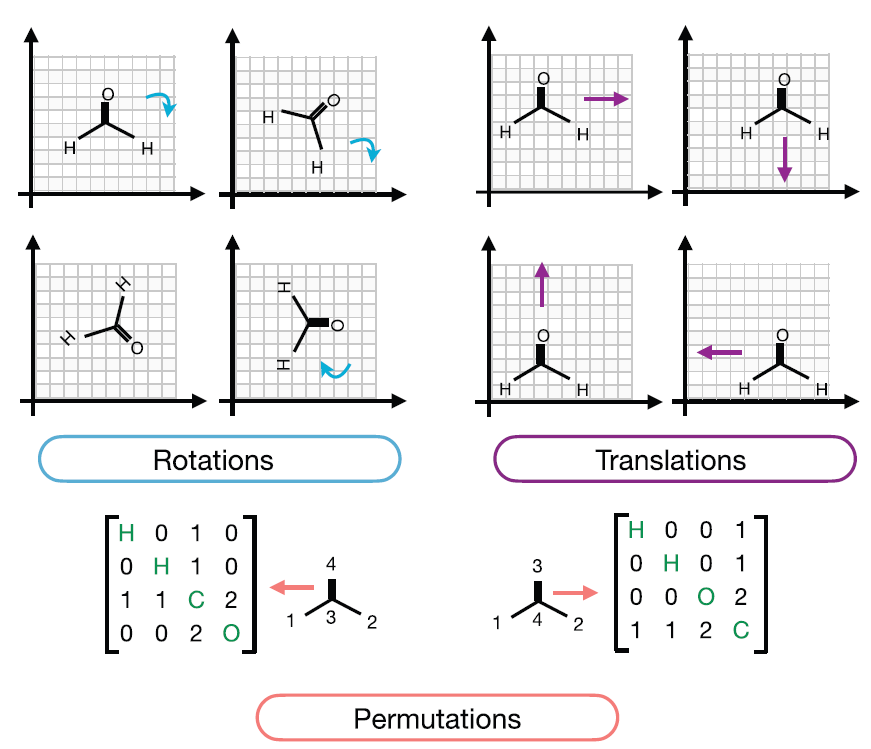 O
H
H
O
H
H
O
H
H
O
H
H
H
H
O
H
O
H
O
H
H
O
H
H
Rotations
Translations
H 0 1 0
0 H 1 0
1 1 C 2
0 0 2 O
4
1 3 2
3
1 4 2
H 0 0 1
0 H 0 1
0 0 O 2
1 1 2 C
Permutations